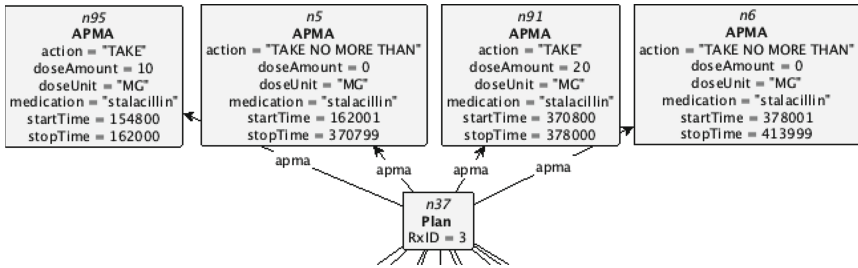 n95
APMA
action = "TAKE"
doseAmount = 10
doseUnit = "MG"
medication = "stalacillin"
startTime = 154800
stopTime = 162000
n5
APMA
action = "TAKE NO MORE THAN"
doseAmount = 0
doseUnit = "MG"
medication = "stalacillin"
startTime = 162001
stopTime = 370799
n91
APMA
action = "TAKE"
doseAmount = 20
doseUnit = "MG"
medication = "stalacillin"
startTime = 370800
stopTime = 378000
n6
APMA
action = "TAKE NO MORE THAN"
doseAmount = 0
doseUnit = "MG"
medication = "stalacillin"
startTime = 378001
stopTime = 413999
apma
apma
apma
apma
n37
Plan
RxID = 3